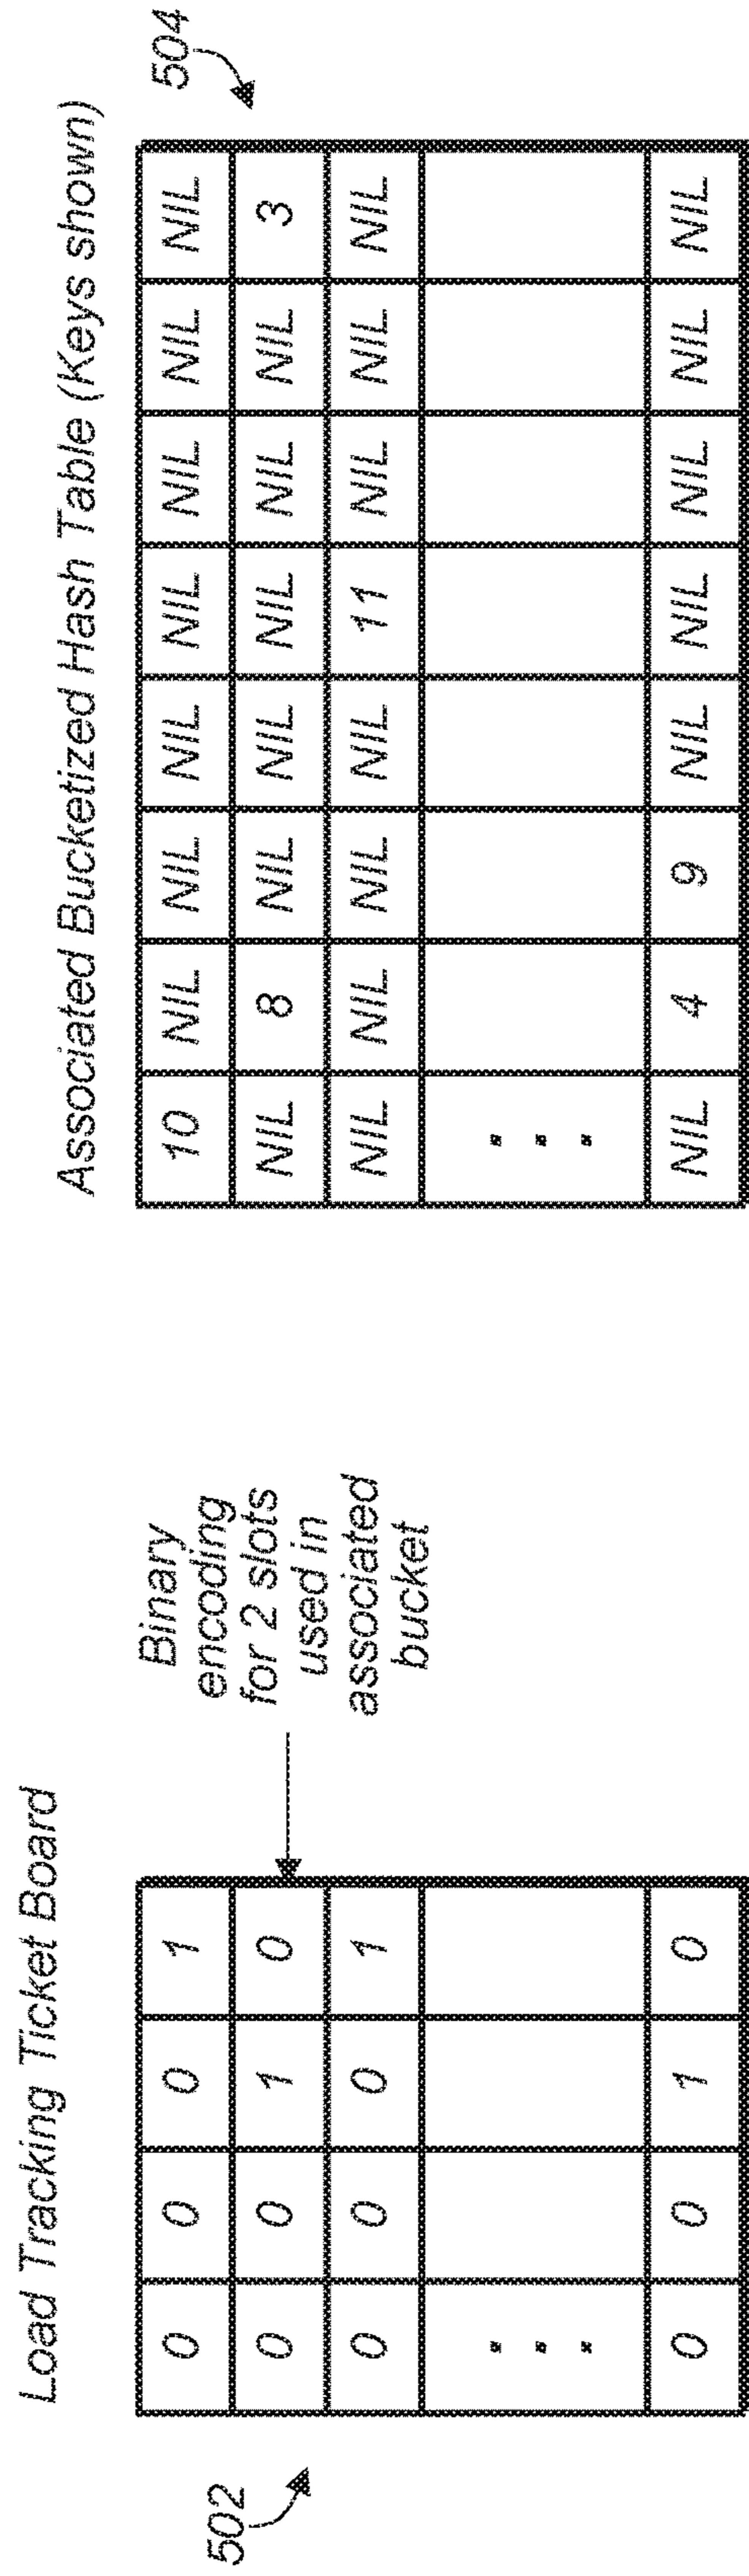 Load Tracking Ticket Board
502
0 0 0 1
0 0 1 0
0 0 0 1
. . .
0 0 1 0
Binary
encoding
for 2 slots
used in
associated
bucket
Associated Bucketized Hash Table (Keys shown)
504
10 NIL NIL NIL NIL NIL NIL NIL
NIL 8 NIL NIL NIL NIL NIL 3
NIL NIL NIL NIL 11 NIL NIL NIL
. . .
NIL 4 9 NIL NIL NIL NIL NIL